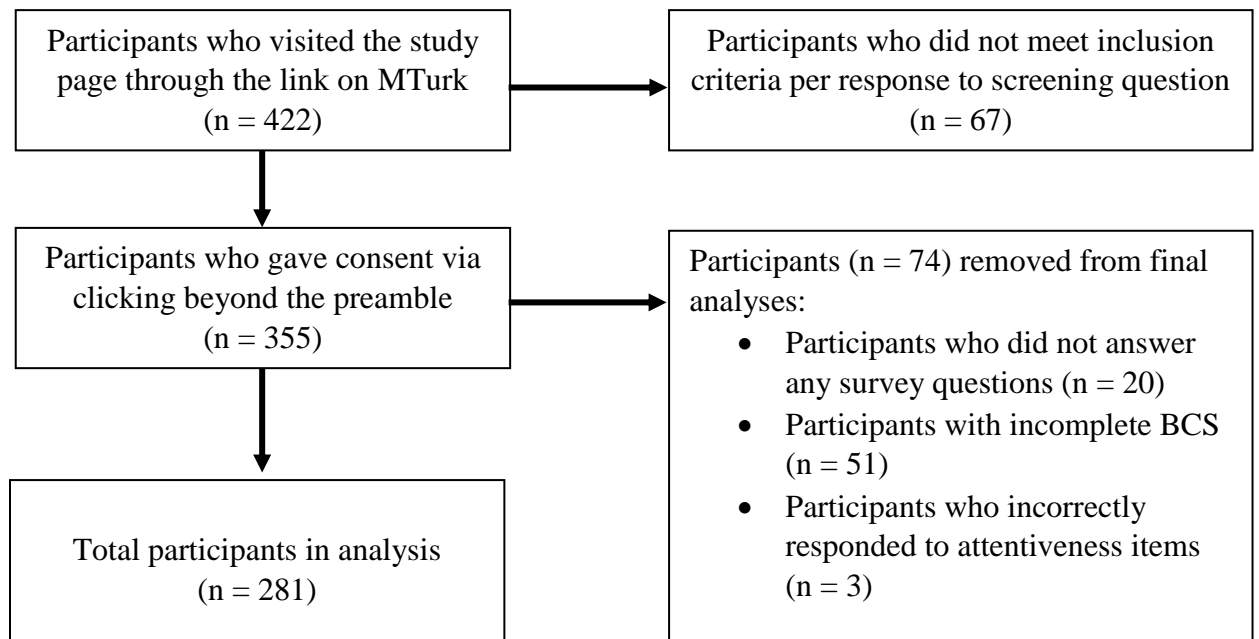 Participants who visited the study
page through the link on MTurk
(n = 422)
Participants who did not meet inclusion
criteria per response to screening question
(n = 67)
Participants who gave consent via
clicking beyond the preamble
(n = 355)
Participants (n = 74) removed from final
analyses:
• Participants who did not answer
any survey questions (n = 20)
• Participants with incomplete BCS
(n = 51)
• Participants who incorrectly
responded to attentiveness items
(n = 3)
Total participants in analysis
(n = 281)